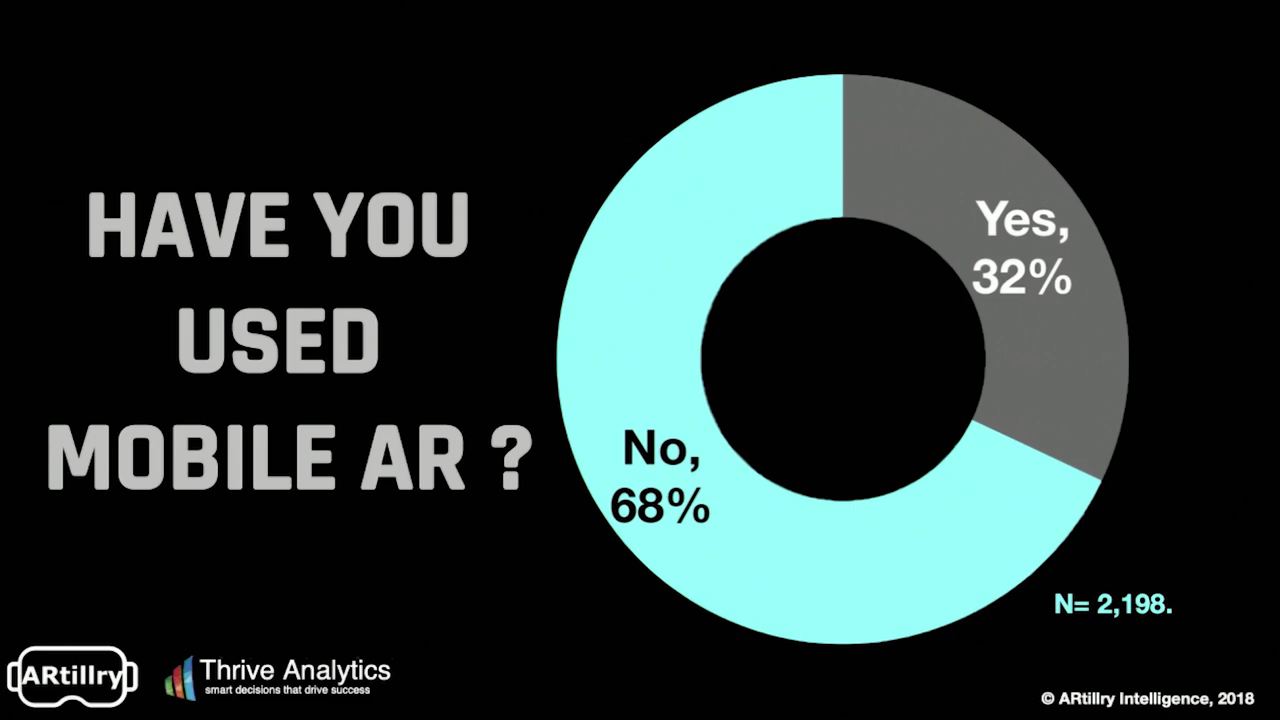 HAVE YOU
USED
MOBILE AR ?
Yes,
32%
No,
68%
N= 2,198.
ARtillry
Thrive Analytics
smart decisions that drive success
© ARtillry Intelligence, 2018